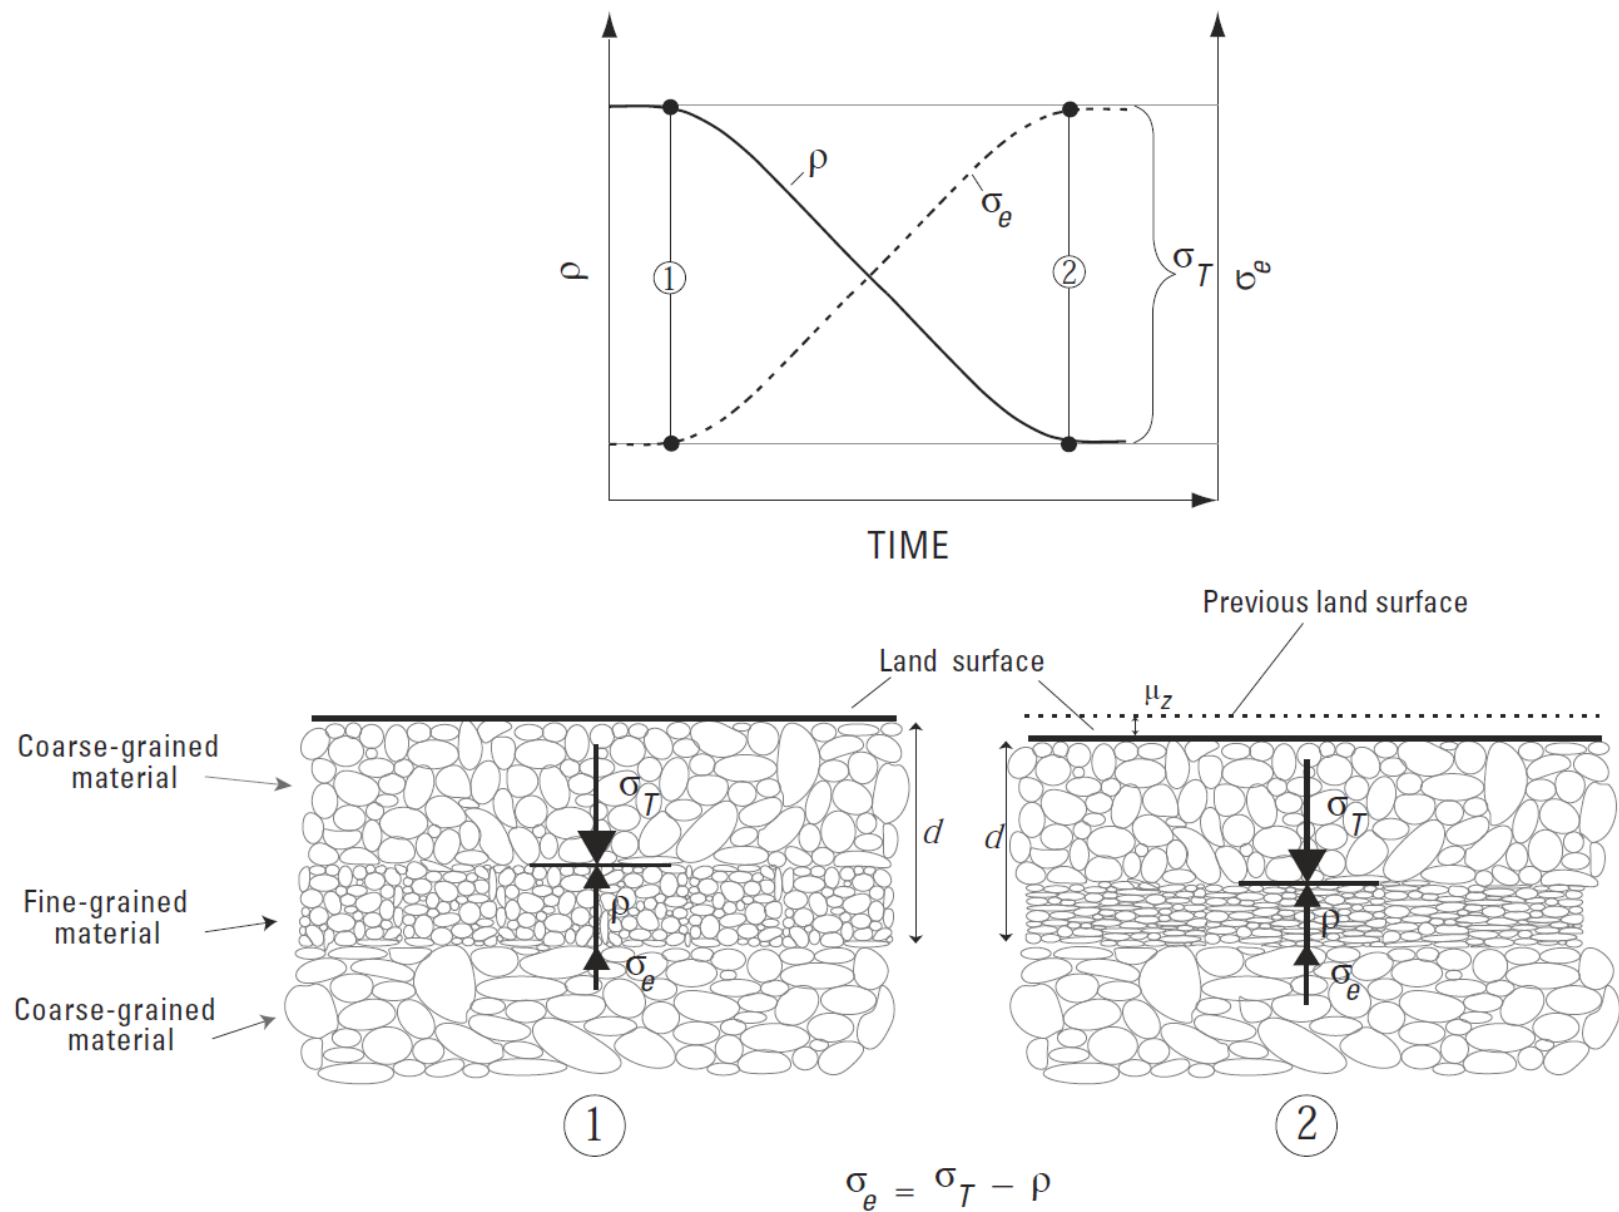 ρ
σe
ρ
①
②
σT
σe
TIME
Previous land surface
Land surface
μz
Coarse-grained
material
σT
d
σT
d
Fine-grained
material
ρ
ρ
σe
σe
Coarse-grained
material
①
②
σe = σT − ρ